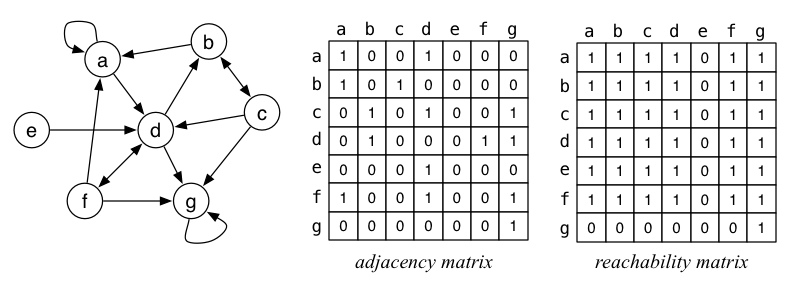 a
b
c
d
e
f
g
a b c d e f g
a 1 0 0 1 0 0 0
b 1 0 1 0 0 0 0
c 0 1 0 1 0 0 1
d 0 1 0 0 0 1 1
e 0 0 0 1 0 0 0
f 1 0 0 1 0 0 1
g 0 0 0 0 0 0 1
adjacency matrix
a b c d e f g
a 1 1 1 1 0 1 1
b 1 1 1 1 0 1 1
c 1 1 1 1 0 1 1
d 1 1 1 1 0 1 1
e 1 1 1 1 0 1 1
f 1 1 1 1 0 1 1
g 0 0 0 0 0 0 1
reachability matrix